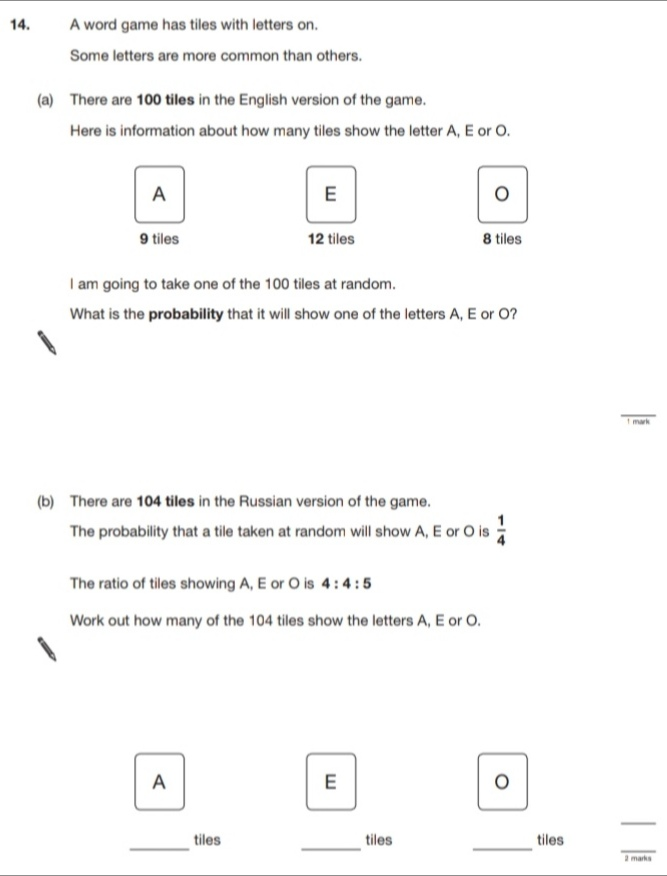 14. A word game has tiles with letters on.
Some letters are more common than others.
(a) There are 100 tiles in the English version of the game.
Here is information about how many tiles show the letter A, E or O.
A E O
9 tiles 12 tiles 8 tiles
I am going to take one of the 100 tiles at random.
What is the probability that it will show one of the letters A, E or O?
1 mark
(b) There are 104 tiles in the Russian version of the game.
The probability that a tile taken at random will show A, E or O is 1/4
The ratio of tiles showing A, E or O is 4 : 4 : 5
Work out how many of the 104 tiles show the letters A, E or O.
A E O
tiles tiles tiles
2 marks